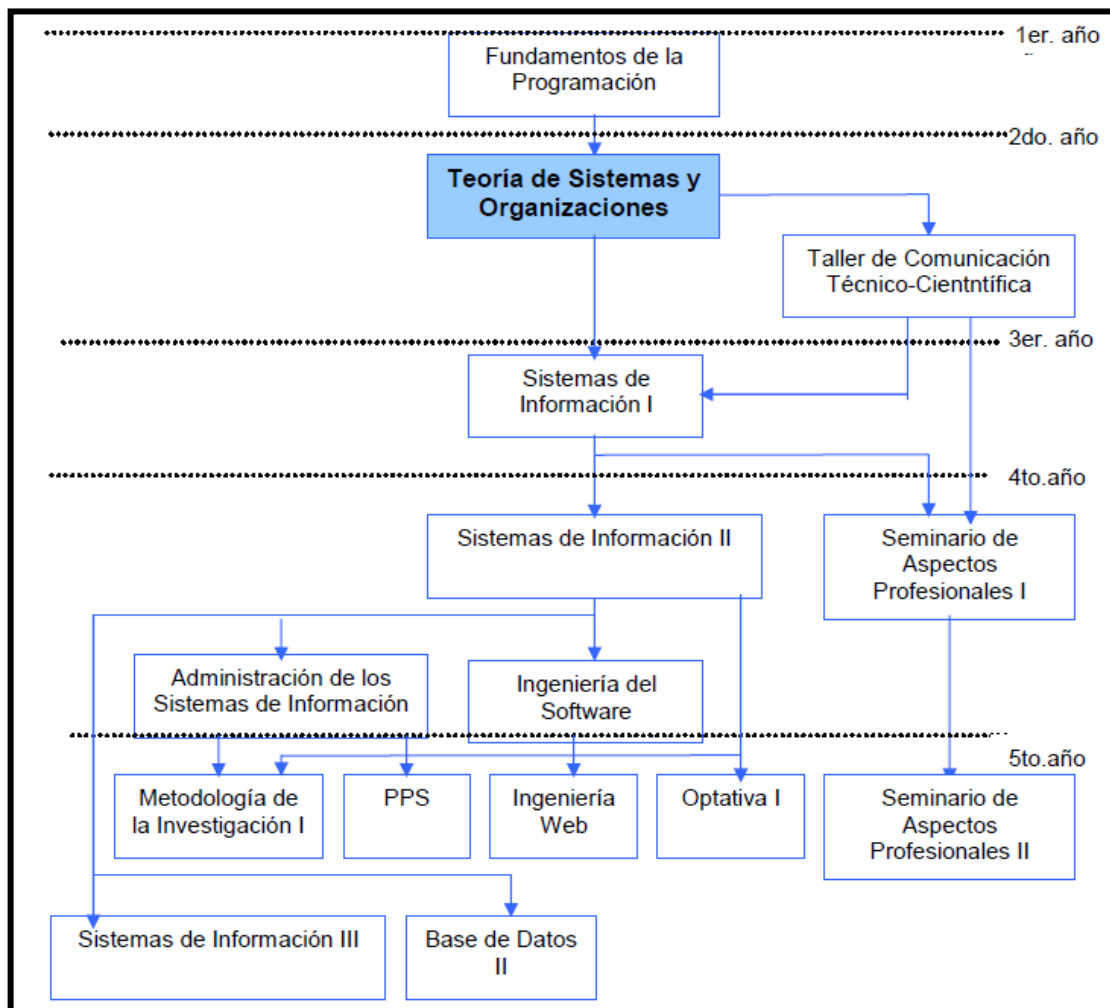 1er. año
Fundamentos de la
Programación
2do. año
Teoría de Sistemas y
Organizaciones
Taller de Comunicación
Técnico-Cientntífica
3er. año
Sistemas de
Información I
4to.año
Sistemas de Información II
Seminario de
Aspectos
Profesionales I
Administración de los
Sistemas de Información
Ingeniería del
Software
5to.año
Metodología de
la Investigación I
PPS
Ingeniería
Web
Optativa I
Seminario de
Aspectos
Profesionales II
Sistemas de Información III
Base de Datos
II